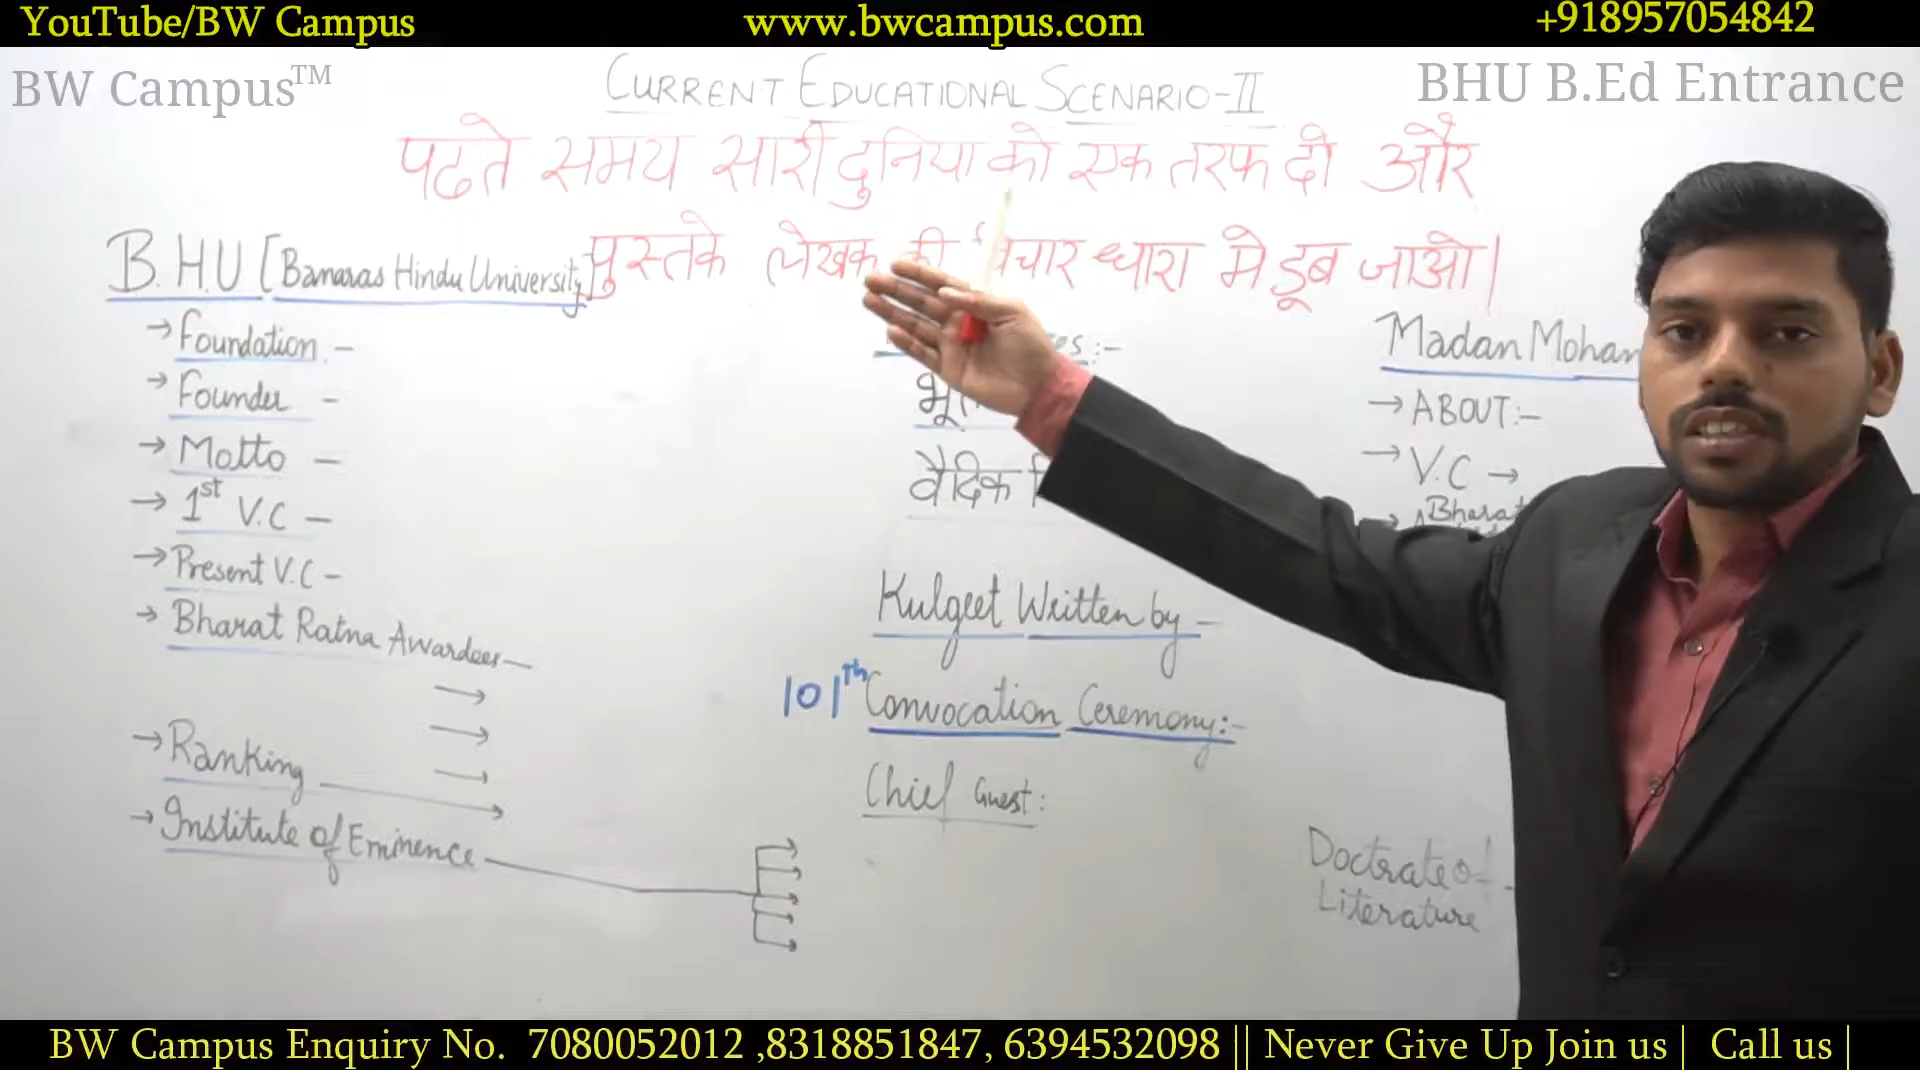 YouTube/BW Campus
www.bwcampus.com
+918957054842
BW Campus™
BHU B.Ed Entrance
CURRENT EDUCATIONAL SCENARIO-II
पढते समय सारी दुनिया को एक तरफ दो और
पुस्तके लेखक की विचार धारा मे डूब जाओ।
B.H.U [Banaras Hindu University]
→ Foundation :-
→ Founder -
→ Motto -
→ 1st V.C -
→ Present V.C -
→ Bharat Ratna Awardees—
→ Ranking
→ Institute of Eminence
वैदिक
Kulgeet Written by -
101th Convocation Ceremony:-
Chief Guest:
Madan Mohan
→ ABOUT:-
→ V.C →
→ Bharat
Doctrate of -
Literature
BW Campus Enquiry No. 7080052012 ,8318851847, 6394532098 || Never Give Up Join us | Call us |